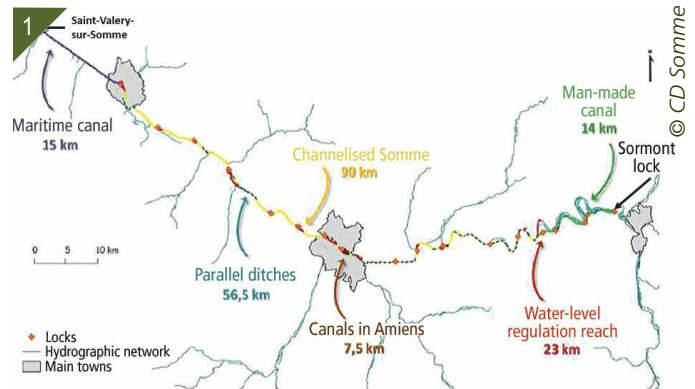 1
Saint-Valery-
sur-Somme
Maritime canal
15 km
Channelised Somme
90 km
Man-made
canal
14 km
Sormont
lock
N
© CD Somme
0 5 10 km
Parallel ditches
56,5 km
Canals in Amiens
7,5 km
Water-level
regulation reach
23 km
Locks
Hydrographic network
Main towns